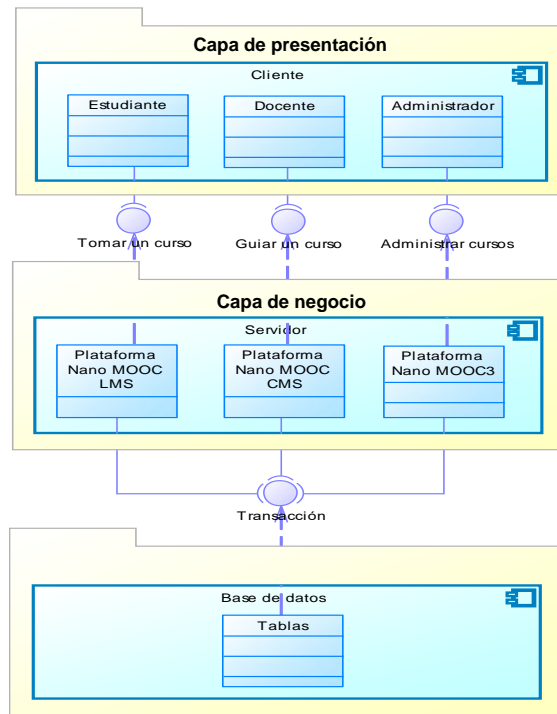 Capa de presentación
Cliente
Estudiante
Docente
Administrador
Tomar un curso
Guiar un curso
Administrar cursos
Capa de negocio
Servidor
Plataforma
Nano MOOC
LMS
Plataforma
Nano MOOC
CMS
Plataforma
Nano MOOC3
Transacción
Base de datos
Tablas